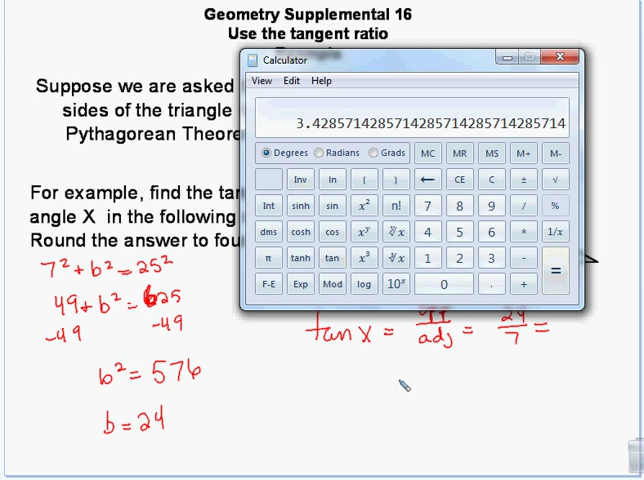 Geometry Supplemental 16
Use the tangent ratio
Suppose we are asked
sides of the triangle
Pythagorean Theore
For example, find the tan
angle X in the following
Round the answer to fou
Calculator
View Edit Help
3.4285714285714285714285714285714
Degrees Radians Grads MC MR MS M+ M-
Inv ln ( ) ← CE C ± √
Int sinh sin x² n! 7 8 9 / %
dms cosh cos xʸ ʸ√x 4 5 6 * 1/x
π tanh tan x³ ³√x 1 2 3 - =
F-E Exp Mod log 10ˣ 0 . +
7² + b² = 25²
49 + b² = 625
-49 -49
b² = 576
b = 24
tan X = opp/adj = 24/7 =